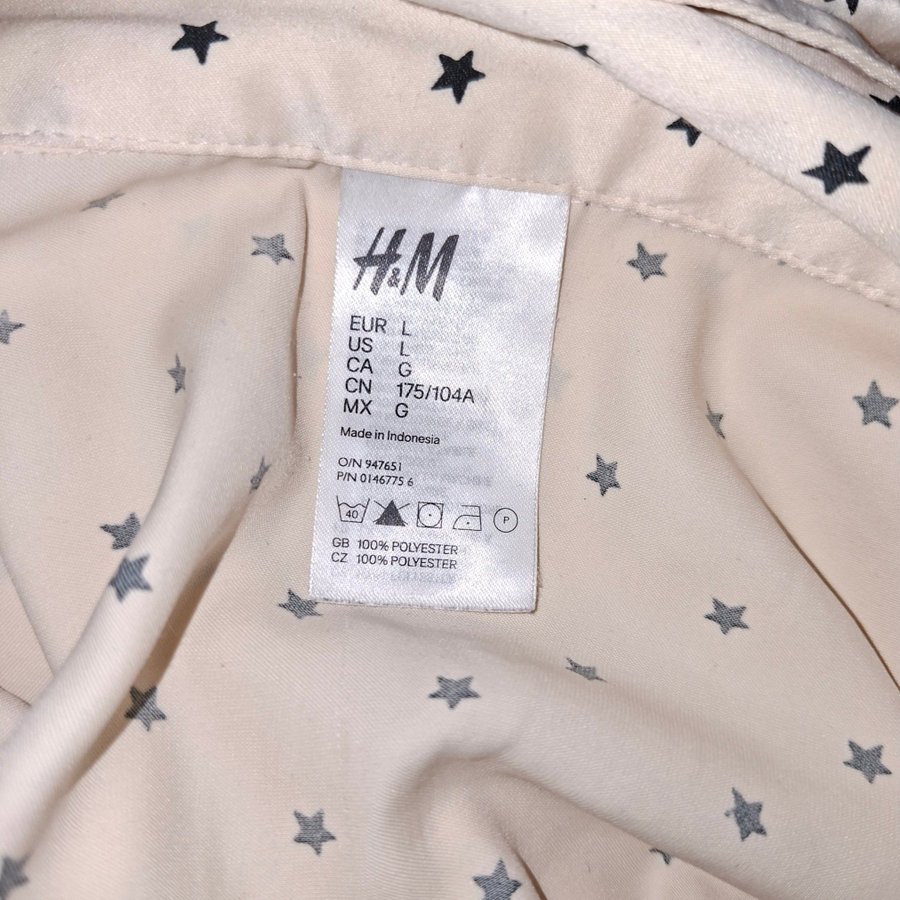 H&M
EUR L
US L
CA G
CN 175/104A
MX G
Made in Indonesia
O/N 947651
P/N 0146775 6
40
P
GB 100% POLYESTER
CZ 100% POLYESTER